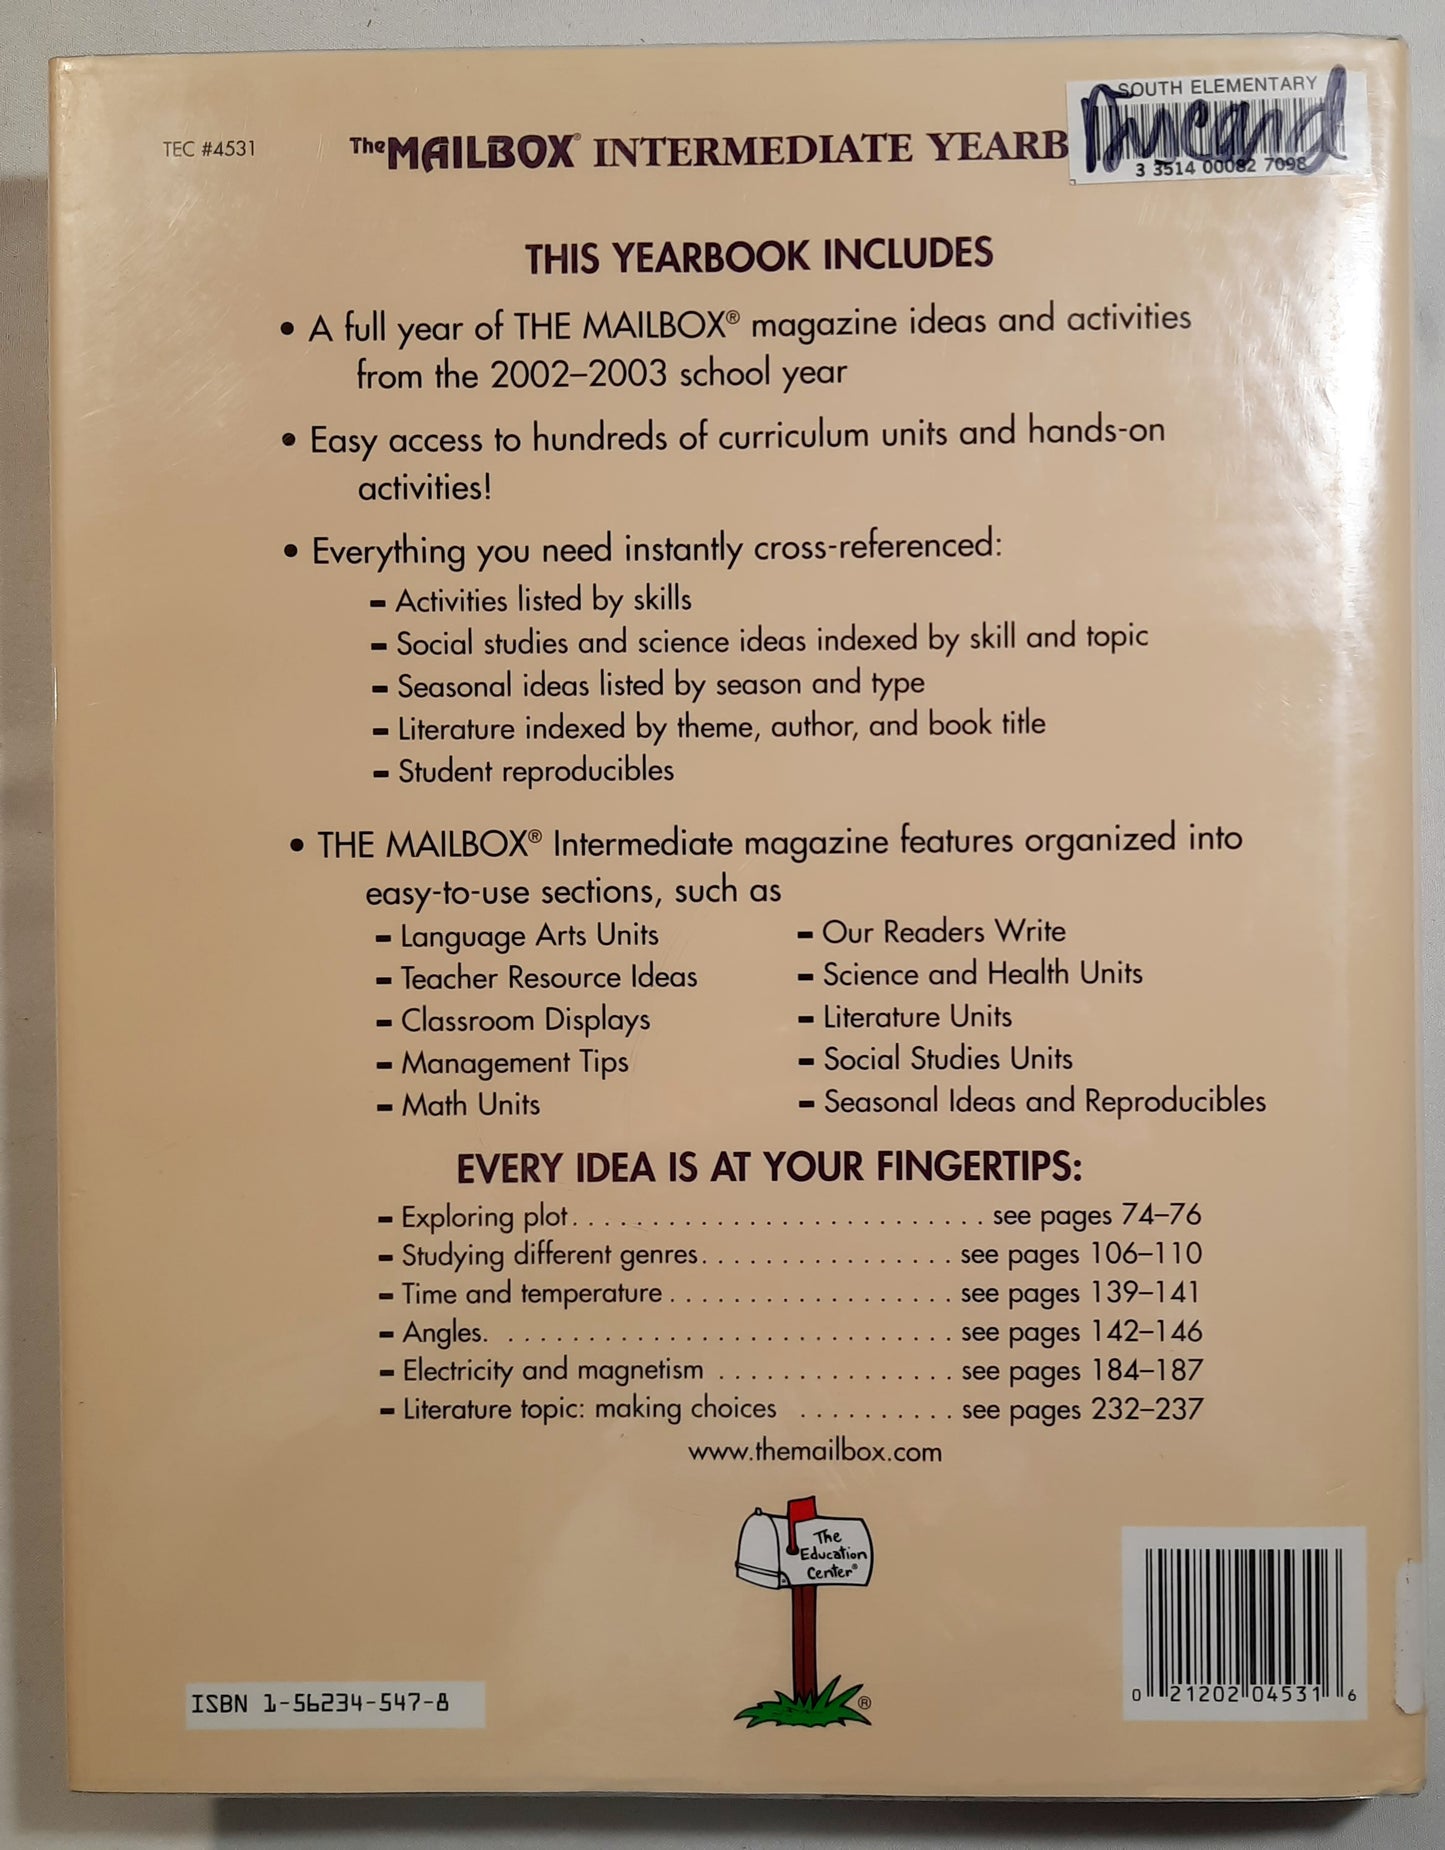 SOUTH ELEMENTARY
Discard
3 3514 00082 7098
TEC #4531
The MAILBOX® INTERMEDIATE YEARB
THIS YEARBOOK INCLUDES
• A full year of THE MAILBOX® magazine ideas and activities
from the 2002–2003 school year
• Easy access to hundreds of curriculum units and hands-on
activities!
• Everything you need instantly cross-referenced:
– Activities listed by skills
– Social studies and science ideas indexed by skill and topic
– Seasonal ideas listed by season and type
– Literature indexed by theme, author, and book title
– Student reproducibles
• THE MAILBOX® Intermediate magazine features organized into
easy-to-use sections, such as
– Language Arts Units
– Teacher Resource Ideas
– Classroom Displays
– Management Tips
– Math Units
– Our Readers Write
– Science and Health Units
– Literature Units
– Social Studies Units
– Seasonal Ideas and Reproducibles
EVERY IDEA IS AT YOUR FINGERTIPS:
– Exploring plot. . . . . . . . . . . . . . . . . . . . . . . . . . see pages 74–76
– Studying different genres. . . . . . . . . . . . . . . . see pages 106–110
– Time and temperature . . . . . . . . . . . . . . . . . . see pages 139–141
– Angles. . . . . . . . . . . . . . . . . . . . . . . . . . . . . see pages 142–146
– Electricity and magnetism . . . . . . . . . . . . . . . see pages 184–187
– Literature topic: making choices . . . . . . . . . . see pages 232–237
www.themailbox.com
The
Education
Center®
®
ISBN 1-56234-547-8
0 21202 04531 6